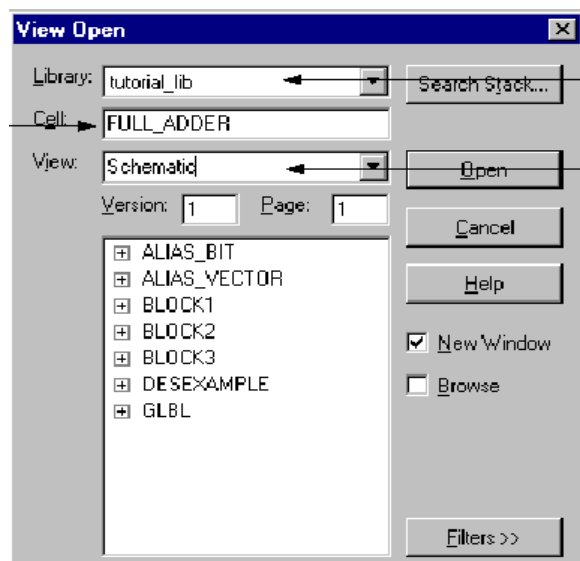 View Open
Library: tutorial_lib Search Stack...
Cell: FULL_ADDER
View: Schematic Open
Version: 1 Page: 1
Cancel
ALIAS_BIT
ALIAS_VECTOR
Help
BLOCK1
BLOCK2
BLOCK3 New Window
DESEXAMPLE Browse
GLBL
Filters >>